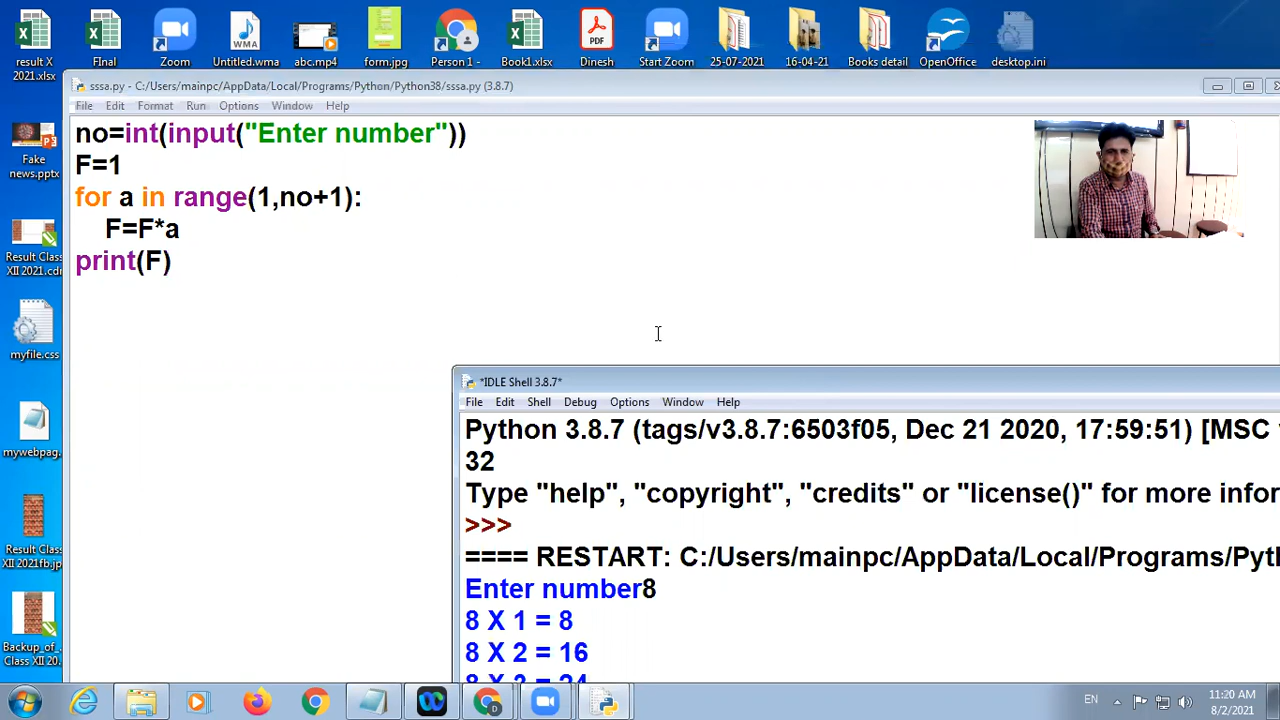 result X
2021.xlsx
FInal
Zoom
Untitled.wma
abc.mp4
form.jpg
Person 1 -
Book1.xlsx
Dinesh
Start Zoom
25-07-2021
16-04-21
Books detail
OpenOffice
desktop.ini
WMA
PDF
Fake
news.pptx
Result Class
XII 2021.cdr
myfile.css
mywebpag...
Result Class
XII 2021fb.jp
Backup_of_
Class XII 20...
sssa.py - C:/Users/mainpc/AppData/Local/Programs/Python/Python38/sssa.py (3.8.7)
File Edit Format Run Options Window Help
no=int(input("Enter number"))
F=1
for a in range(1,no+1):
F=F*a
print(F)
*IDLE Shell 3.8.7*
File Edit Shell Debug Options Window Help
Python 3.8.7 (tags/v3.8.7:6503f05, Dec 21 2020, 17:59:51) [MSC
32
Type "help", "copyright", "credits" or "license()" for more infor
>>>
==== RESTART: C:/Users/mainpc/AppData/Local/Programs/Pyt
Enter number8
8 X 1 = 8
8 X 2 = 16
8 X 3 = 24
EN
11:20 AM
8/2/2021